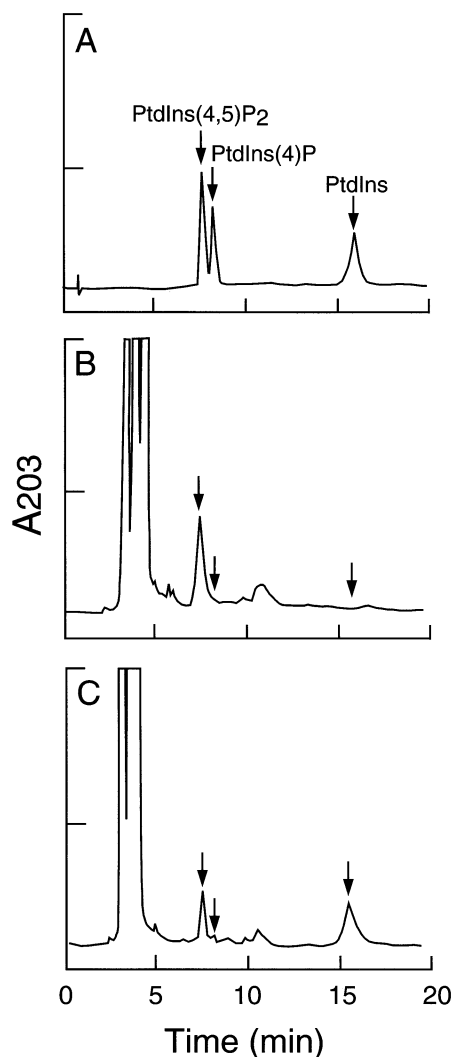 A
PtdIns(4,5)P2
PtdIns(4)P
PtdIns
B
A203
C
0 5 10 15 20
Time (min)